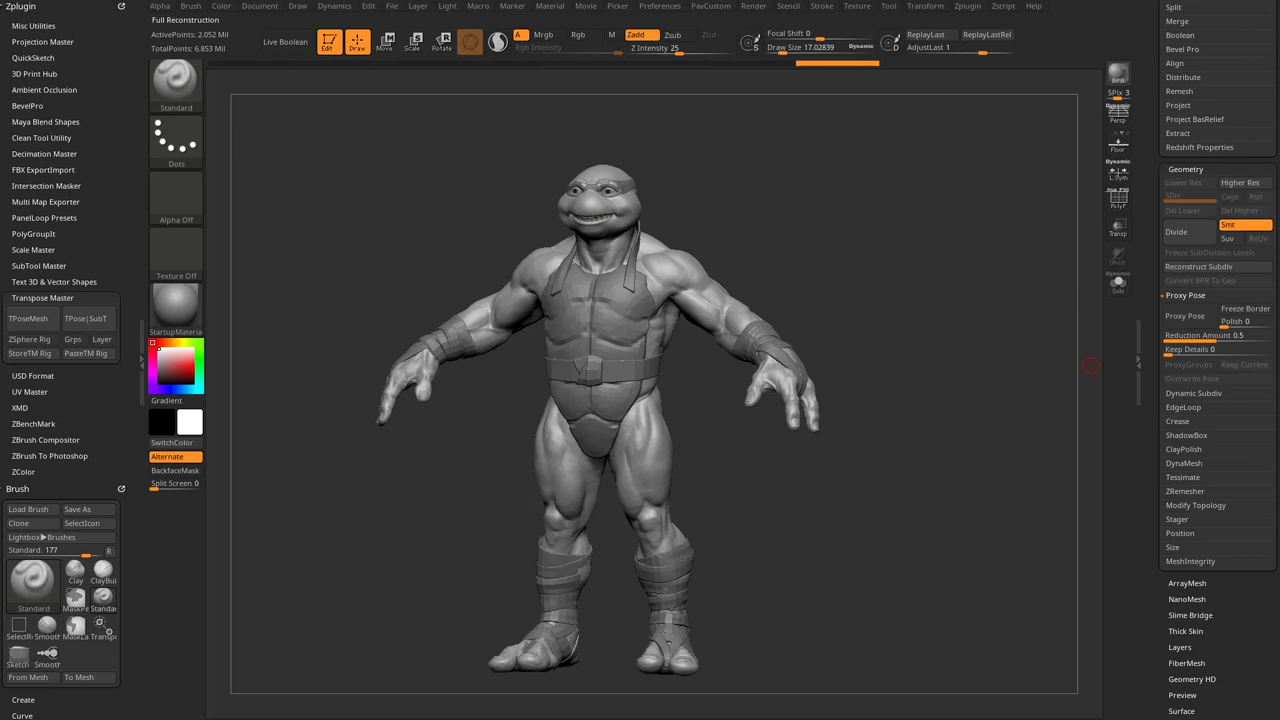 Zplugin
Alpha Brush Color Document Draw Dynamics Edit File Layer Light Macro Marker Material Movie Picker Preferences PavCustom Render Stencil Stroke Texture Tool Transform Zplugin Zscript Help
Full Reconstruction
ActivePoints: 2.052 Mil
TotalPoints: 6.853 Mil
Live Boolean
Edit
Draw
Move
Scale
Rotate
A
Mrgb
Rgb
M
Rgb Intensity
Zadd
Zsub
Zcut
Z Intensity 25
S
Focal Shift 0
Draw Size 17.02839
Dynamic
D
ReplayLast
ReplayLastRel
AdjustLast 1
Misc Utilities
Projection Master
QuickSketch
3D Print Hub
Ambient Occlusion
BevelPro
Maya Blend Shapes
Clean Tool Utility
Decimation Master
FBX ExportImport
Intersection Masker
Multi Map Exporter
PanelLoop Presets
PolyGroupIt
Scale Master
SubTool Master
Text 3D & Vector Shapes
Transpose Master
TPoseMesh
TPose|SubT
ZSphere Rig
Grps
Layer
StoreTM Rig
PasteTM Rig
USD Format
UV Master
XMD
ZBenchMark
ZBrush Compositor
ZBrush To Photoshop
ZColor
Brush
Load Brush
Save As
Clone
SelectIcon
Lightbox▶Brushes
Standard. 177
R
Standard
Clay
ClayBui
MaskPe
Standar
SelectRe
Smooth
MaskLa
Transpo
Sketch
Smooth
From Mesh
To Mesh
Create
Curve
Standard
Dots
Alpha Off
Texture Off
StartupMateria
Gradient
SwitchColor
Alternate
BackfaceMask
Split Screen 0
BPR
SPix 3
Dynamic
Persp
Floor
Dynamic
L.Sym
PolyF
Transp
Ghost
Dynamic
Solo
Split
Merge
Boolean
Bevel Pro
Align
Distribute
Remesh
Project
Project BasRelief
Extract
Redshift Properties
Geometry
Lower Res
Higher Res
SDiv
Cage
Rstr
Del Lower
Del Higher
Divide
Smt
Suv
ReUV
Freeze SubDivision Levels
Reconstruct Subdiv
Convert BPR To Geo
Proxy Pose
Proxy Pose
Freeze Border
Polish 0
Reduction Amount 0.5
Keep Details 0
ProxyGroups
Keep Current
Overwrite Pose
Dynamic Subdiv
EdgeLoop
Crease
ShadowBox
ClayPolish
DynaMesh
Tessimate
ZRemesher
Modify Topology
Stager
Position
Size
MeshIntegrity
ArrayMesh
NanoMesh
Slime Bridge
Thick Skin
Layers
FiberMesh
Geometry HD
Preview
Surface